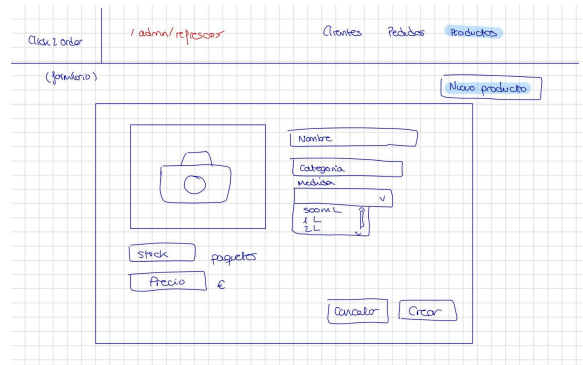 Click 2 order
/admin/refrescos
Clientes Pedidos Productos
(formulario)
Nuevo producto
Nombre
Categoria
Medida
500mL
1 L
2 L
Stock paquetes
Precio €
Cancelar Crear